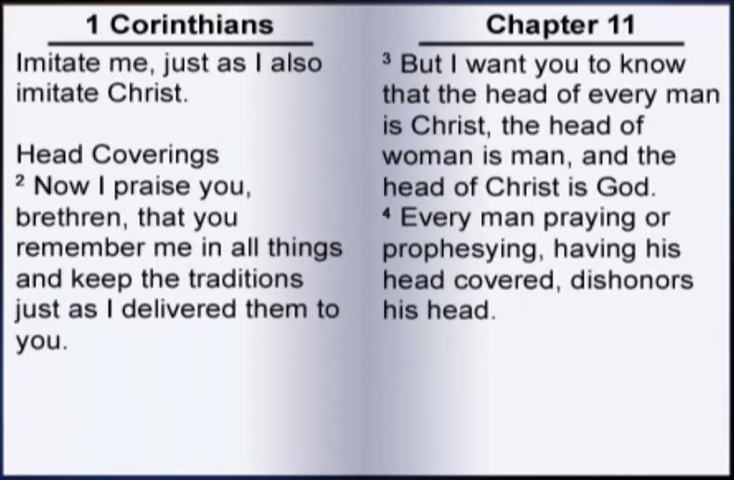 1 Corinthians
Imitate me, just as I also
imitate Christ.
Head Coverings
² Now I praise you,
brethren, that you
remember me in all things
and keep the traditions
just as I delivered them to
you.
Chapter 11
³ But I want you to know
that the head of every man
is Christ, the head of
woman is man, and the
head of Christ is God.
⁴ Every man praying or
prophesying, having his
head covered, dishonors
his head.